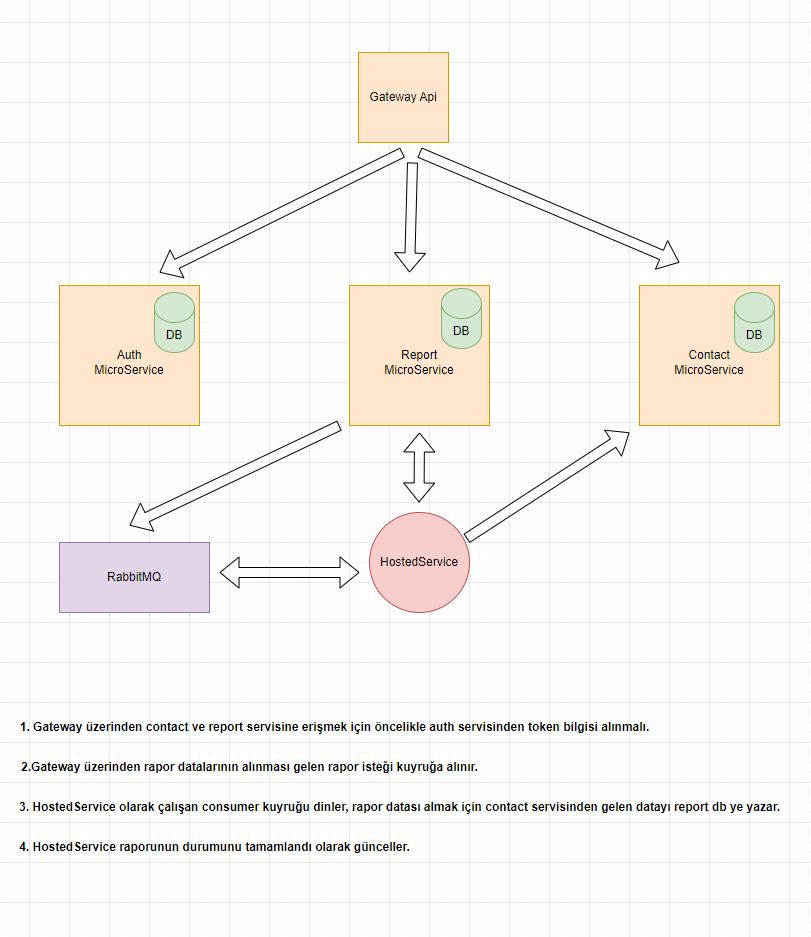 Gateway Api
DB
Auth
MicroService
DB
Report
MicroService
DB
Contact
MicroService
RabbitMQ
HostedService
1. Gateway üzerinden contact ve report servisine erişmek için öncelikle auth servisinden token bilgisi alınmalı.
2.Gateway üzerinden rapor datalarının alınması gelen rapor isteği kuyruğa alınır.
3. HostedService olarak çalışan consumer kuyruğu dinler, rapor datası almak için contact servisinden gelen datayı report db ye yazar.
4. HostedService raporunun durumunu tamamlandı olarak günceller.